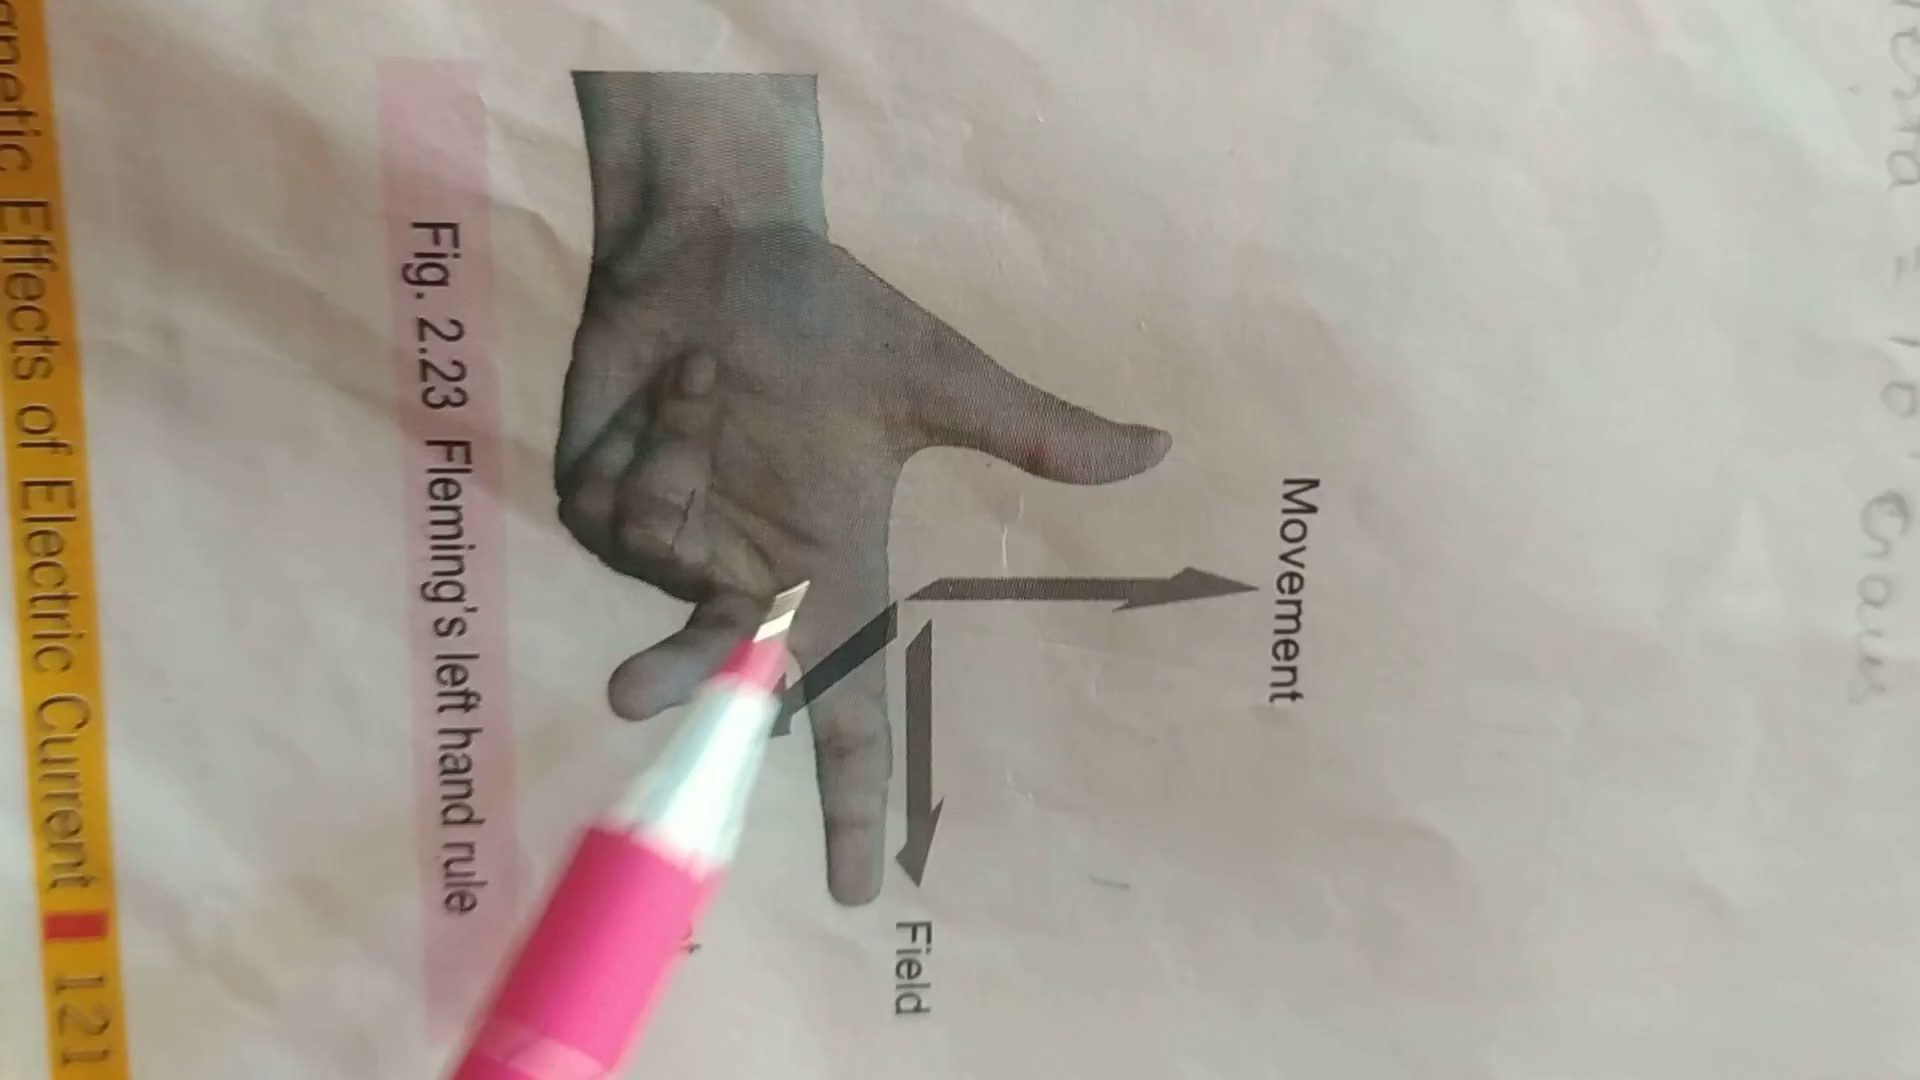 Movement
Field
Fig. 2.23 Fleming's left hand rule
Effects of Electric Current 121